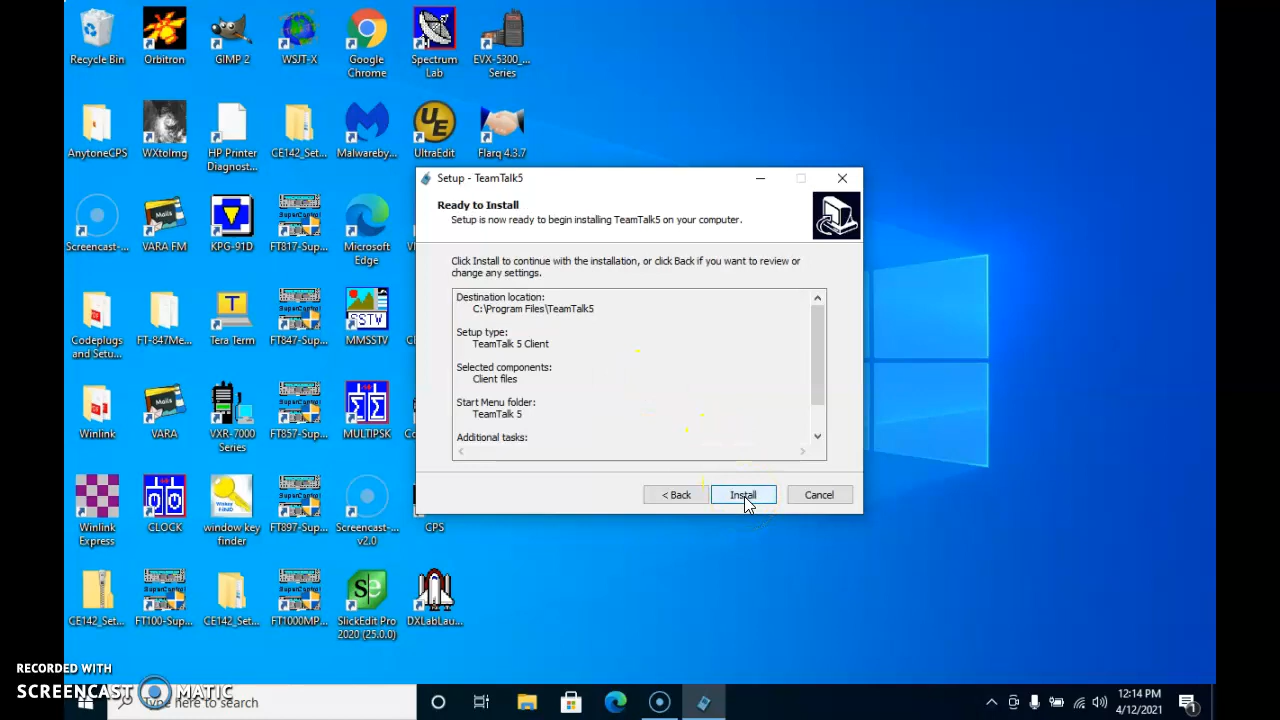 Recycle Bin
Orbitron
GIMP 2
WSJT-X
Google
Chrome
Spectrum
Lab
EVX-5300_...
Series
AnytoneCPS
WXtoImg
HP Printer
Diagnost...
CE142_Set...
Malwareby...
UE
UltraEdit
Flarq 4.3.7
Screencast-...
VARA FM
KPG-91D
FT817-Sup...
Microsoft
Edge
Codeplugs
and Setu...
FT-847Me...
Tera Term
FT847-Sup...
SSTV
MMSSTV
Winlink
VARA
VXR-7000
Series
FT857-Sup...
MULTIPSK
Winlink
Express
CLOCK
window key
finder
FT897-Sup...
Screencast-...
v2.0
CPS
CE142_Set...
FT100-Sup...
CE142_Set...
FT1000MP...
SlickEdit Pro
2020 (25.0.0)
DXLabLau...
Setup - TeamTalk5
Ready to Install
Setup is now ready to begin installing TeamTalk5 on your computer.
Click Install to continue with the installation, or click Back if you want to review or
change any settings.
Destination location:
C:\Program Files\TeamTalk5
Setup type:
TeamTalk 5 Client
Selected components:
Client files
Start Menu folder:
TeamTalk 5
Additional tasks:
< Back
Install
Cancel
RECORDED WITH
SCREENCAST MATIC
Type here to search
12:14 PM
4/12/2021
1